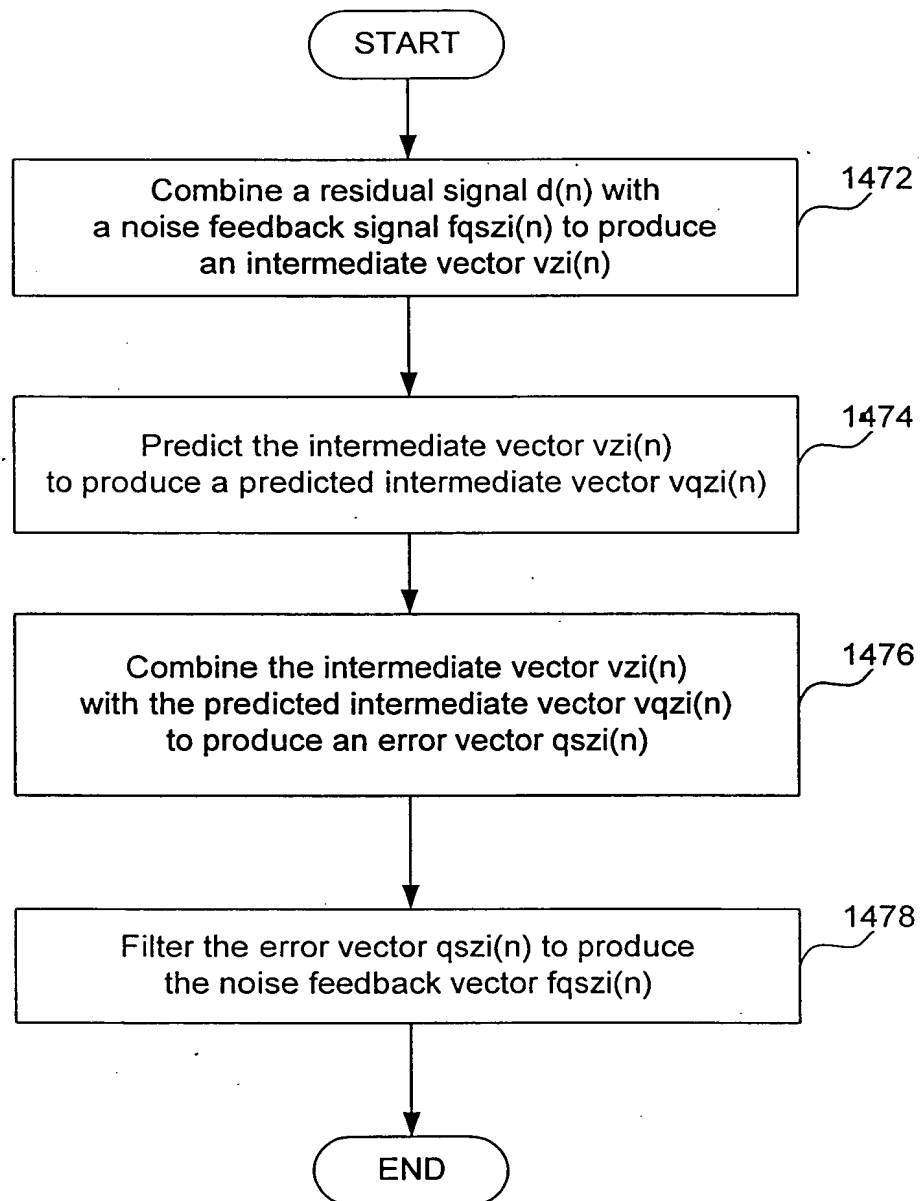 START
Combine a residual signal d(n) with
a noise feedback signal fqszi(n) to produce
an intermediate vector vzi(n)
1472
Predict the intermediate vector vzi(n)
to produce a predicted intermediate vector vqzi(n)
1474
Combine the intermediate vector vzi(n)
with the predicted intermediate vector vqzi(n)
to produce an error vector qszi(n)
1476
Filter the error vector qszi(n) to produce
the noise feedback vector fqszi(n)
1478
END